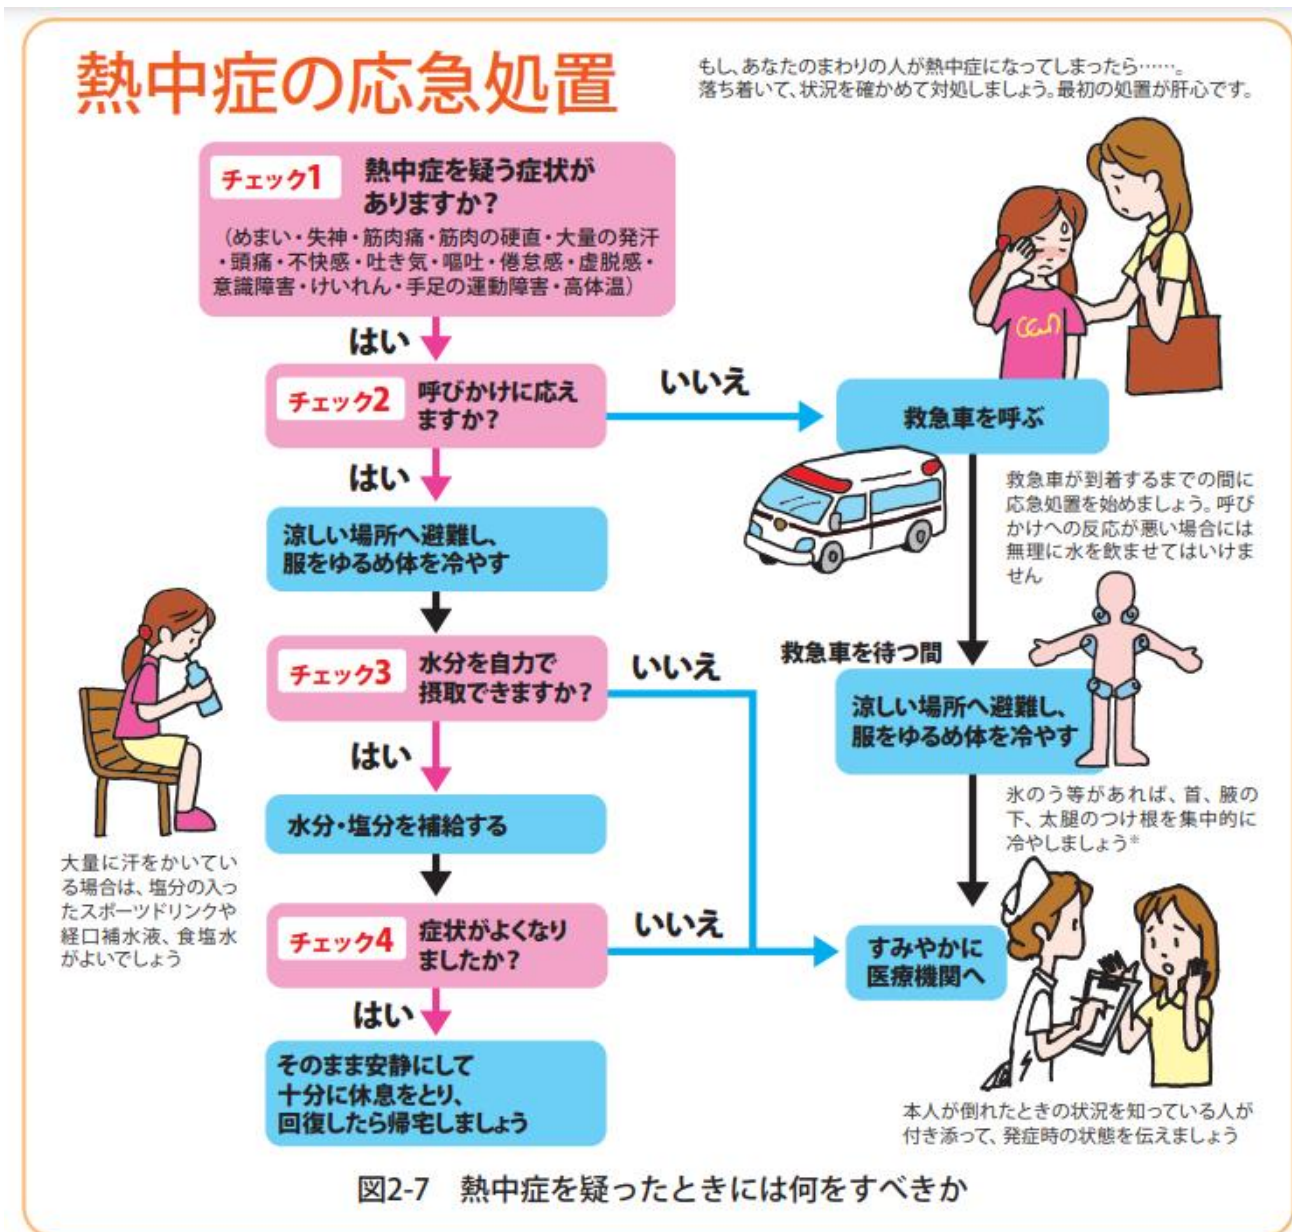 熱中症の応急処置
もし、あなたのまわりの人が熱中症になってしまったら……。
落ち着いて、状況を確かめて対処しましょう。最初の処置が肝心です。
チェック1
熱中症を疑う症状が
ありますか？
（めまい・失神・筋肉痛・筋肉の硬直・大量の発汗
・頭痛・不快感・吐き気・嘔吐・倦怠感・虚脱感・
意識障害・けいれん・手足の運動障害・高体温）
はい
チェック2
呼びかけに応え
ますか？
いいえ
救急車を呼ぶ
はい
救急車が到着するまでの間に
応急処置を始めましょう。呼び
かけへの反応が悪い場合には
無理に水を飲ませてはいけま
せん
涼しい場所へ避難し、
服をゆるめ体を冷やす
チェック3
水分を自力で
摂取できますか？
いいえ
救急車を待つ間
涼しい場所へ避難し、
服をゆるめ体を冷やす
はい
氷のう等があれば、首、腋の
下、太腿のつけ根を集中的に
冷やしましょう※
水分・塩分を補給する
大量に汗をかいてい
る場合は、塩分の入っ
たスポーツドリンクや
経口補水液、食塩水
がよいでしょう
チェック4
症状がよくなり
ましたか？
いいえ
すみやかに
医療機関へ
はい
そのまま安静にして
十分に休息をとり、
回復したら帰宅しましょう
本人が倒れたときの状況を知っている人が
付き添って、発症時の状態を伝えましょう
図2-7　熱中症を疑ったときには何をすべきか